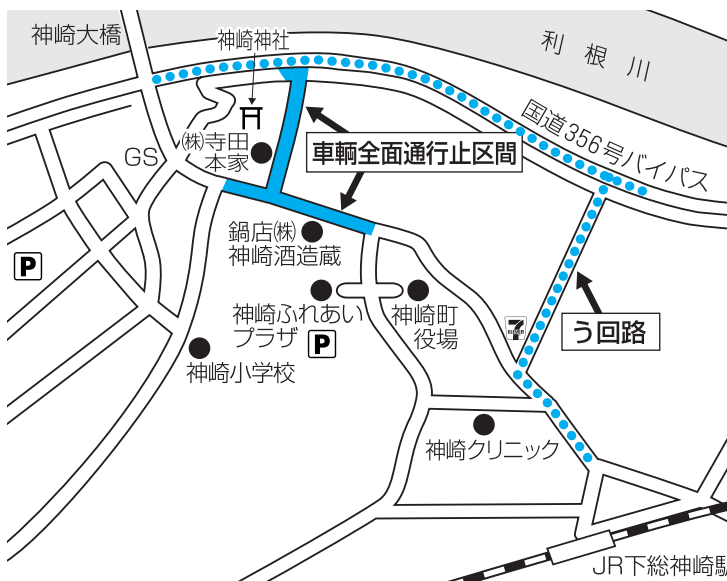 神崎大橋
神崎神社
利根川
国道356号バイパス
GS
㈱寺田
本家
車輌全面通行止区間
鍋店㈱
神崎酒造蔵
P
神崎ふれあい
プラザ
P
神崎町
役場
7
ELEVEN
う回路
神崎小学校
神崎クリニック
JR下総神崎駅